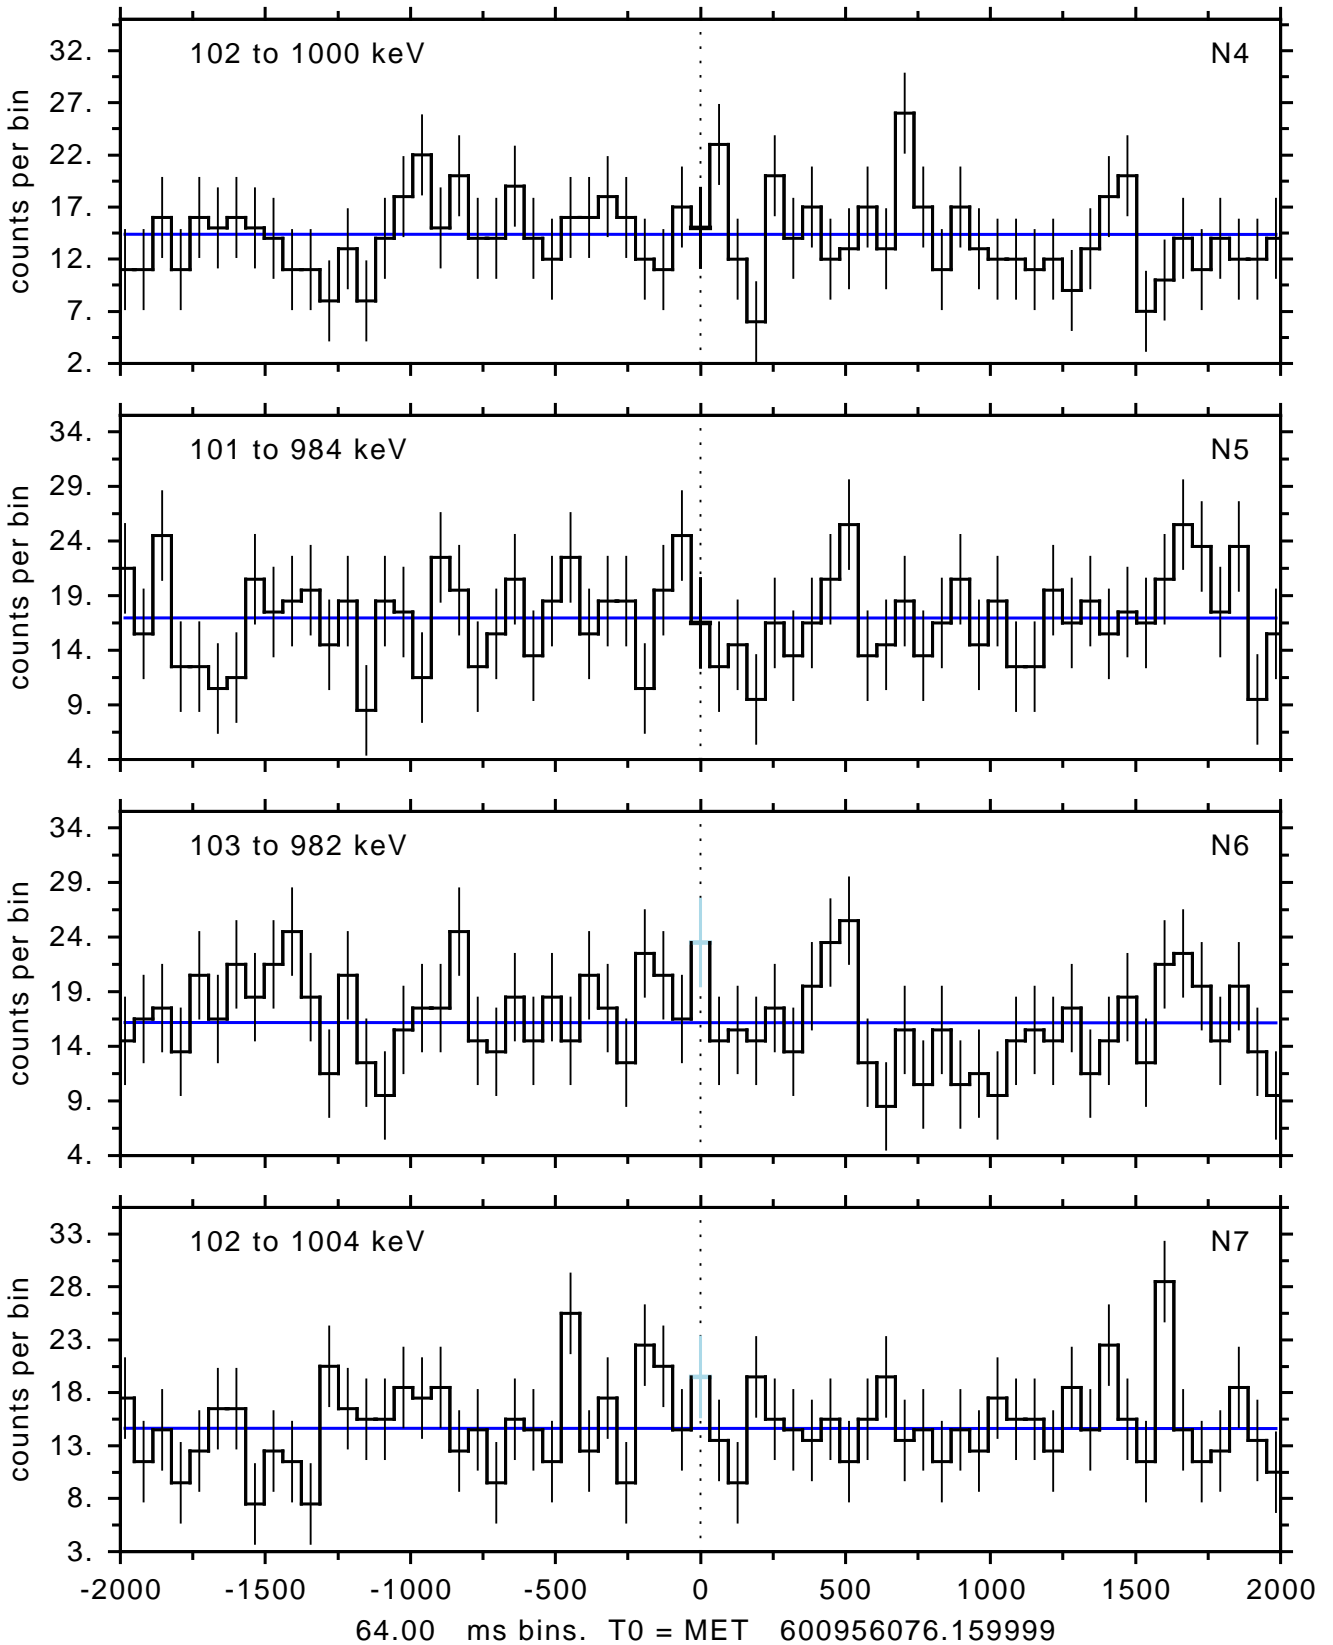 102 to 1000 keV N4
32.
27.
22.
17.
12.
7.
2.
counts per bin
101 to 984 keV N5
34.
29.
24.
19.
14.
9.
4.
counts per bin
103 to 982 keV N6
34.
29.
24.
19.
14.
9.
4.
counts per bin
102 to 1004 keV N7
33.
28.
23.
18.
13.
8.
3.
counts per bin
-2000 -1500 -1000 -500 0 500 1000 1500 2000
64.00 ms bins. T0 = MET 600956076.159999